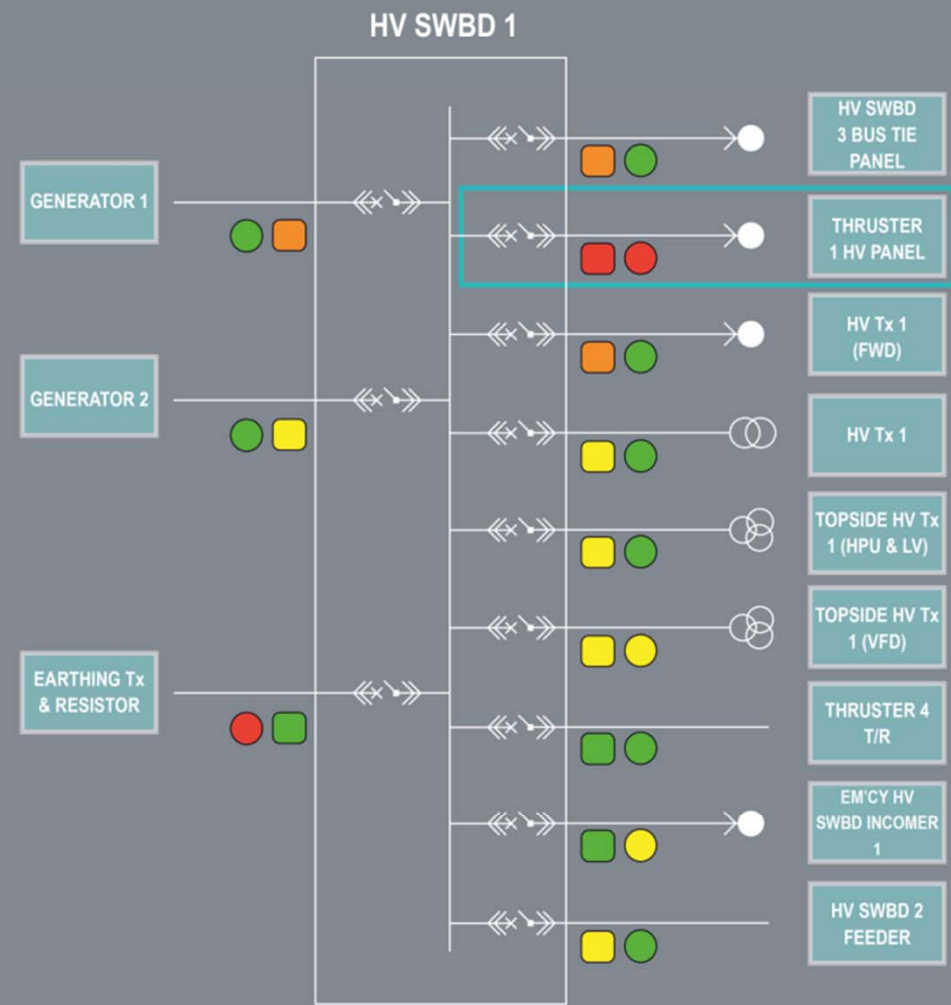 HV SWBD 1
GENERATOR 1
GENERATOR 2
EARTHING Tx
& RESISTOR
HV SWBD
3 BUS TIE
PANEL
THRUSTER
1 HV PANEL
HV Tx 1
(FWD)
HV Tx 1
TOPSIDE HV Tx
1 (HPU & LV)
TOPSIDE HV Tx
1 (VFD)
THRUSTER 4
T/R
EM'CY HV
SWBD INCOMER
1
HV SWBD 2
FEEDER